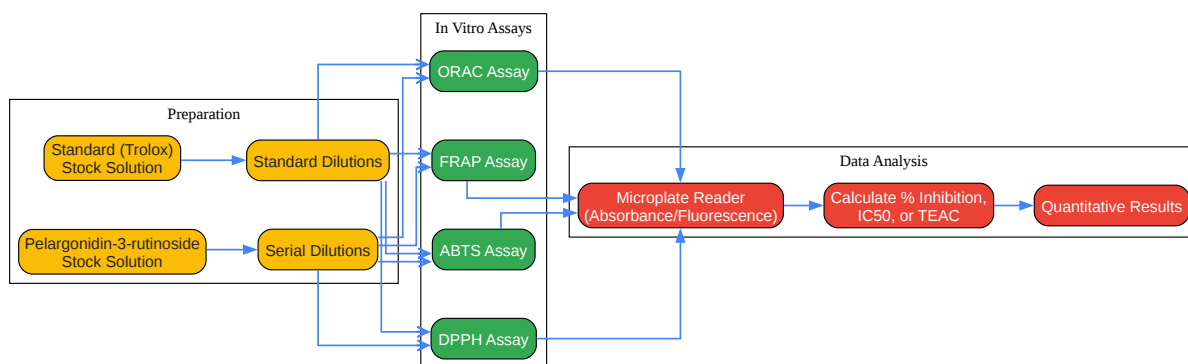 In Vitro Assays
ORAC Assay
Preparation
Standard (Trolox)
Stock Solution
Standard Dilutions
FRAP Assay
Data Analysis
Microplate Reader
(Absorbance/Fluorescence)
Calculate % Inhibition,
IC50, or TEAC
Quantitative Results
Pelargonidin-3-rutinoside
Stock Solution
Serial Dilutions
ABTS Assay
DPPH Assay